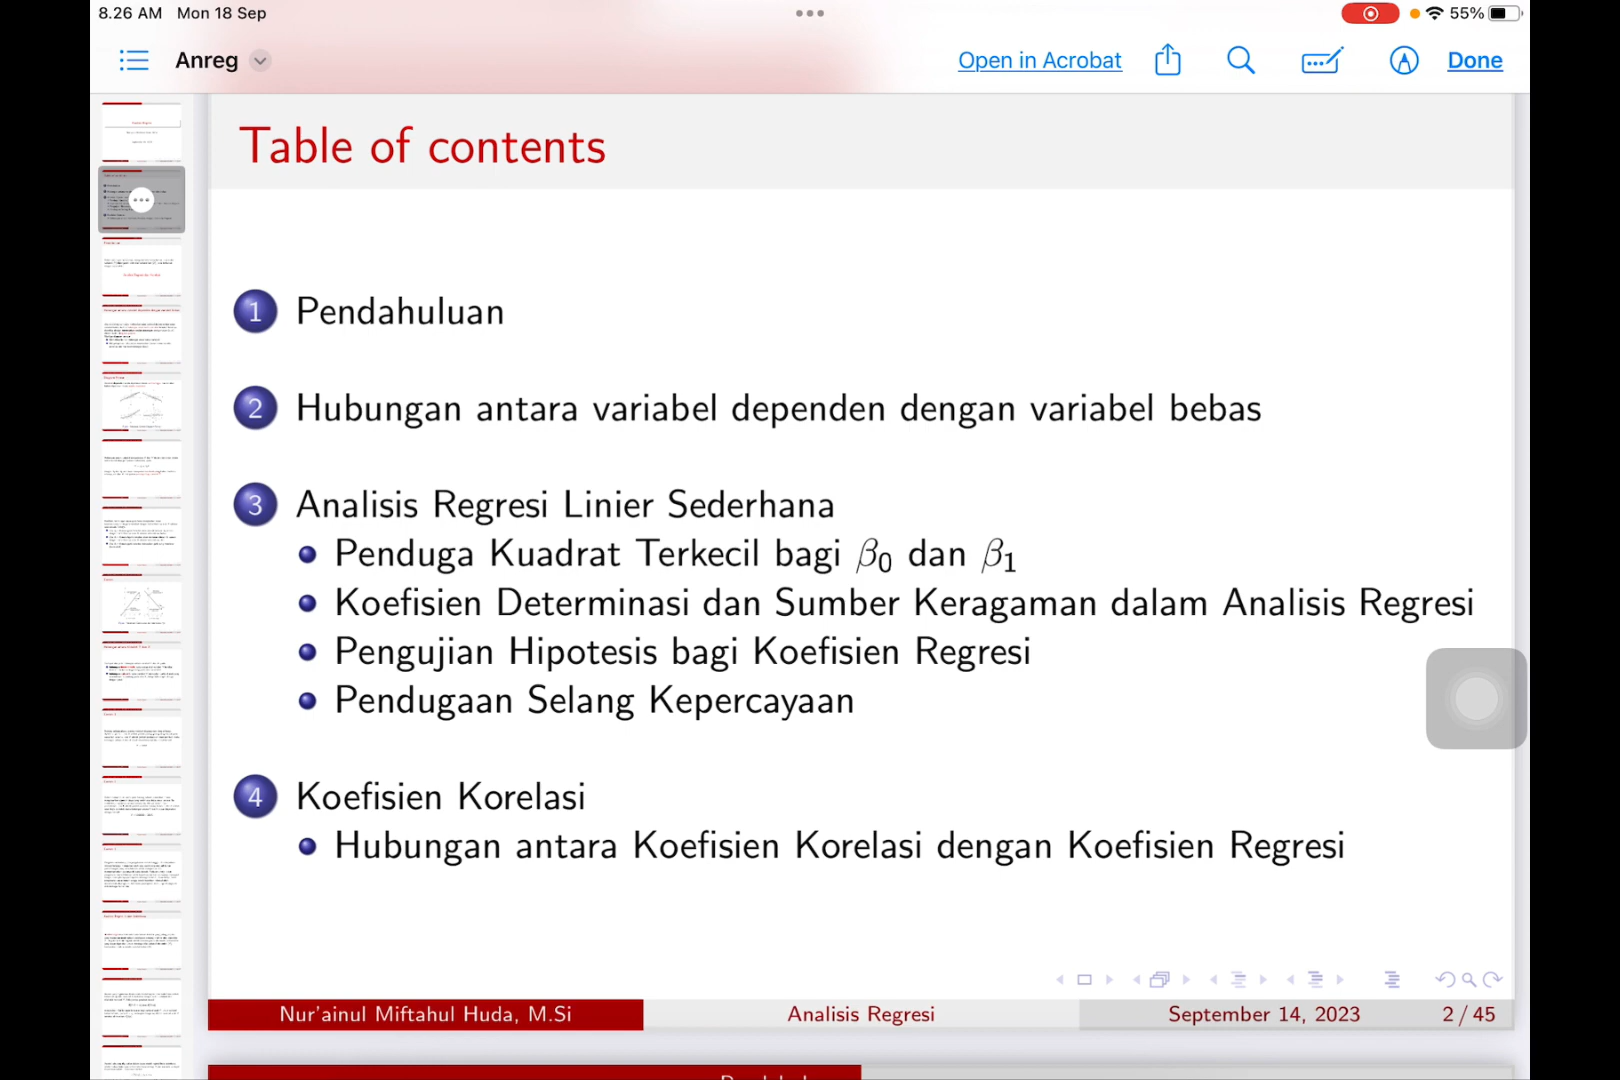 8.26 AM Mon 18 Sep
55%
Anreg
Open in Acrobat
Done
Table of contents
1 Pendahuluan
2 Hubungan antara variabel dependen dengan variabel bebas
3 Analisis Regresi Linier Sederhana
Penduga Kuadrat Terkecil bagi β0 dan β1
Koefisien Determinasi dan Sumber Keragaman dalam Analisis Regresi
Pengujian Hipotesis bagi Koefisien Regresi
Pendugaan Selang Kepercayaan
4 Koefisien Korelasi
Hubungan antara Koefisien Korelasi dengan Koefisien Regresi
Nur'ainul Miftahul Huda, M.Si
Analisis Regresi
September 14, 2023
2 / 45